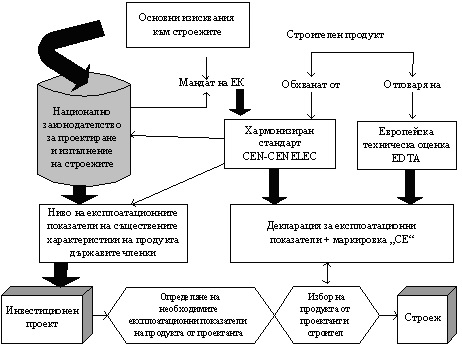 Основни изисквания
към строежите
Строителен продукт
Мандат на ЕК
Обхванат от
Отговаря на
Национално
законодателство
за проектиране
и изпълнение
на строежите
Хармонизиран
стандарт
CEN-CENELEC
Европейска
техническа оценка
EDTA
Ниво на експлоатационните
показатели на съществените
характеристики на продукта
държавите членки
Декларация за експлоатационни
показатели + маркировка „СЕ“
Инвестиционен
проект
Определяне на
необходимите
експлоатационни показатели
на продукта от проектанта
Избор на
продукта от
проектант и
строител
Строеж